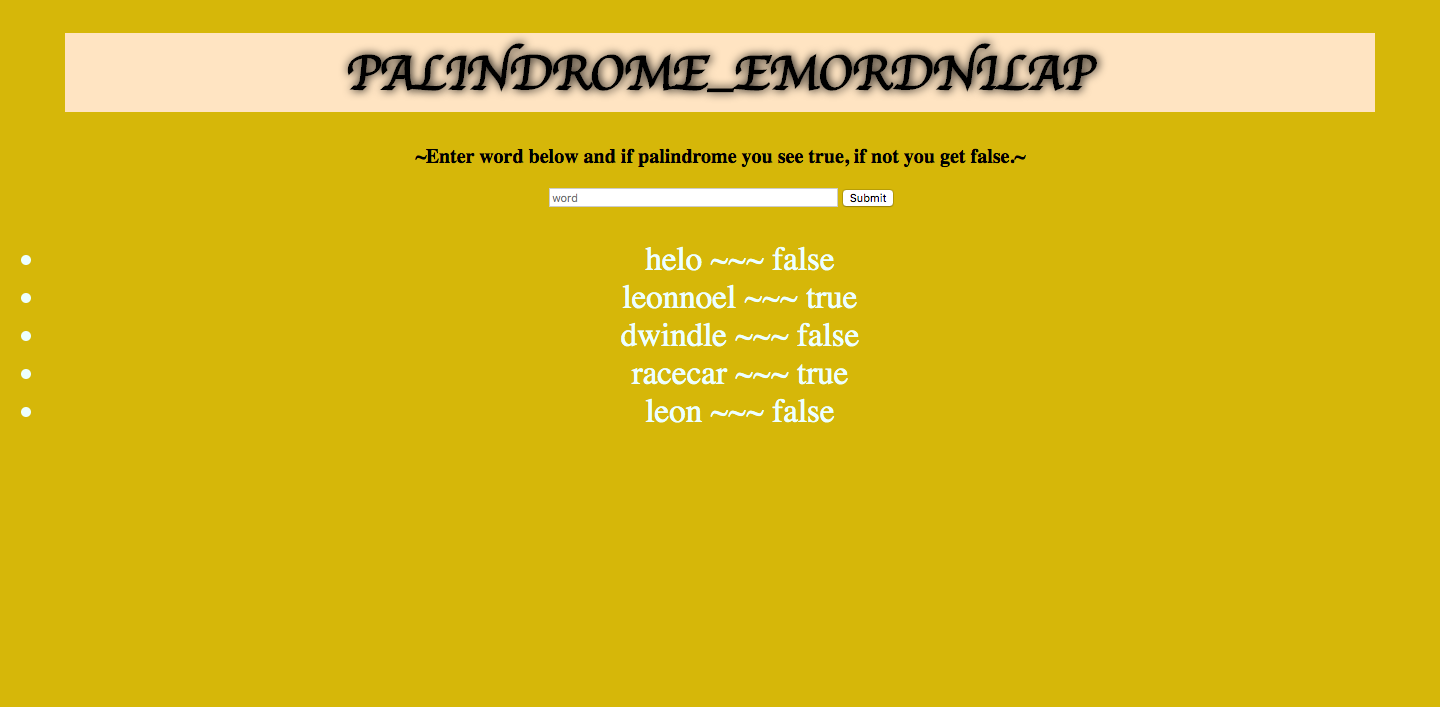 PALINDROME_EMORDNILAP
~Enter word below and if palindrome you see true, if not you get false.~
word Submit
helo ~~~ false
leonnoel ~~~ true
dwindle ~~~ false
racecar ~~~ true
leon ~~~ false